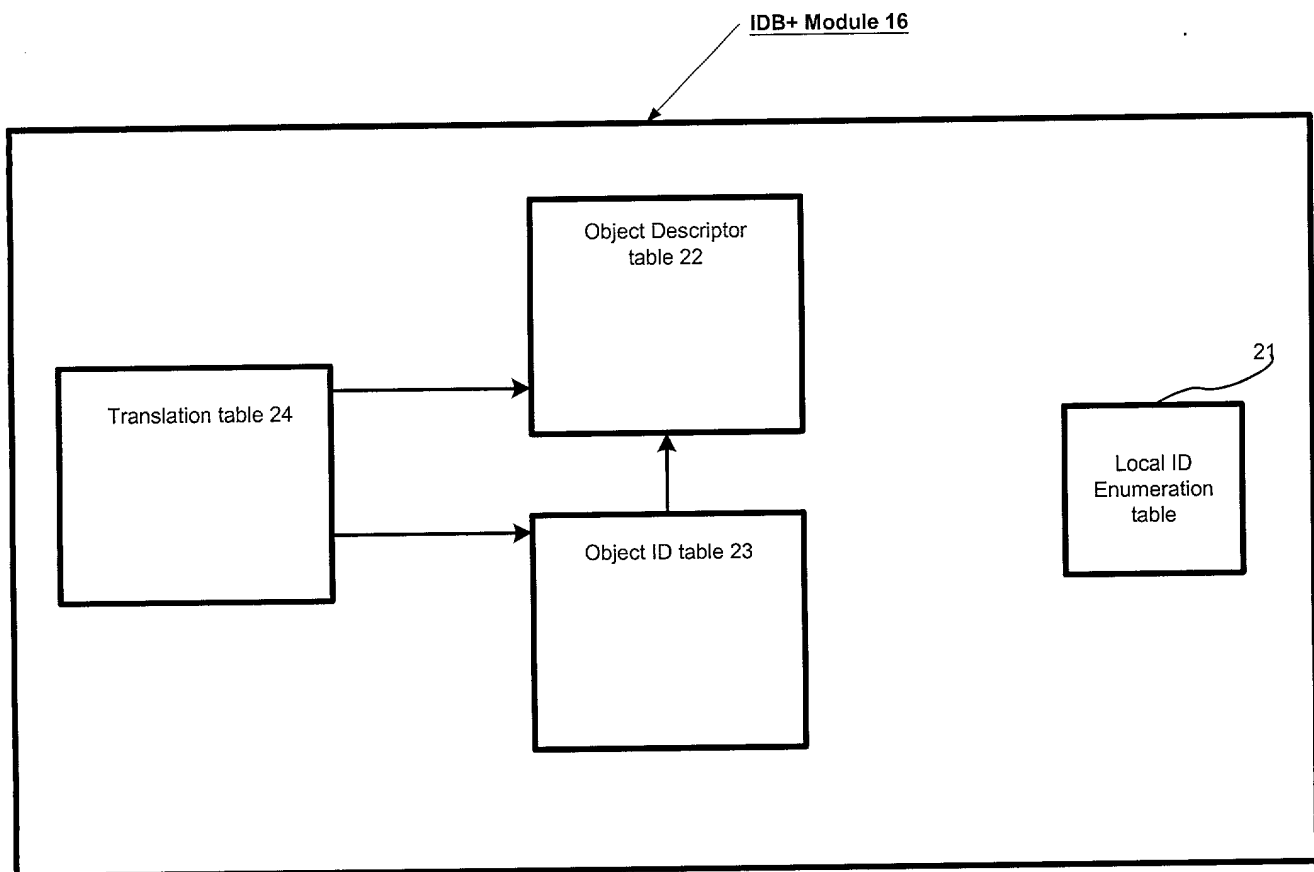 IDB+ Module 16
Object Descriptor
table 22
21
Translation table 24
Local ID
Enumeration
table
Object ID table 23